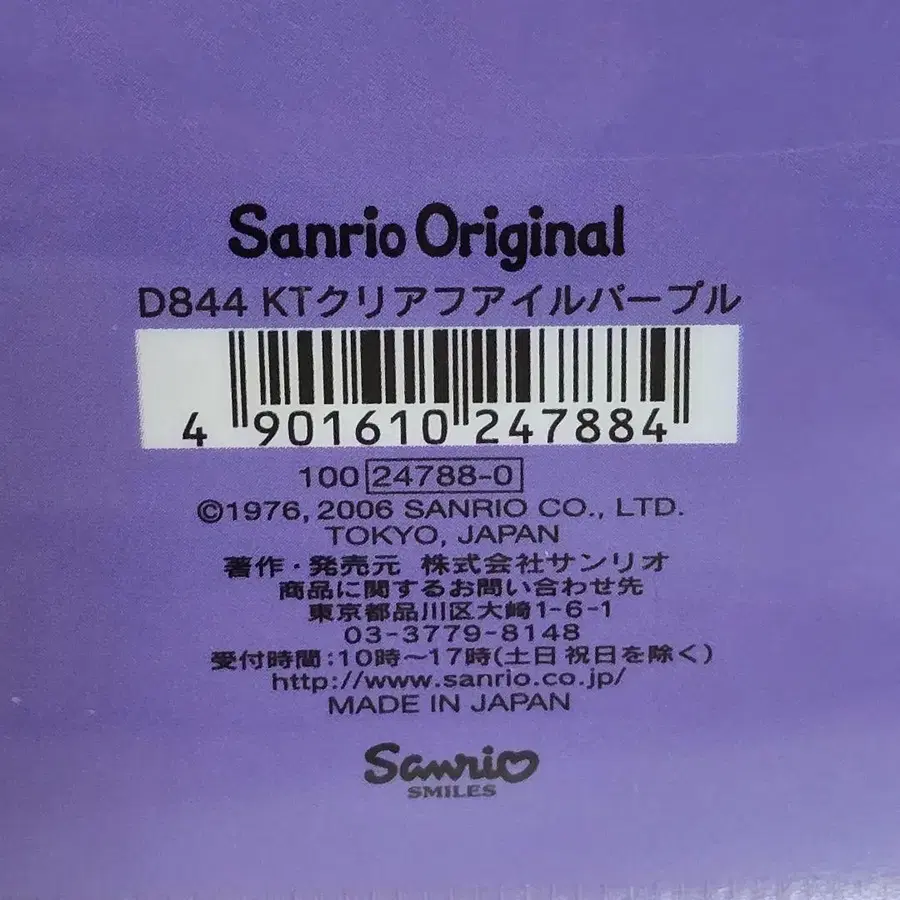 Sanrio Original
D844 KTクリアフアイルパープル
4 901610 247884
100 24788-0
©1976, 2006 SANRIO CO., LTD.
TOKYO, JAPAN
著作・発売元 株式会社サンリオ
商品に関するお問い合わせ先
東京都品川区大崎1-6-1
03-3779-8148
受付時間:10時〜17時(土日祝日を除く)
http://www.sanrio.co.jp/
MADE IN JAPAN
Sanrio
SMILES